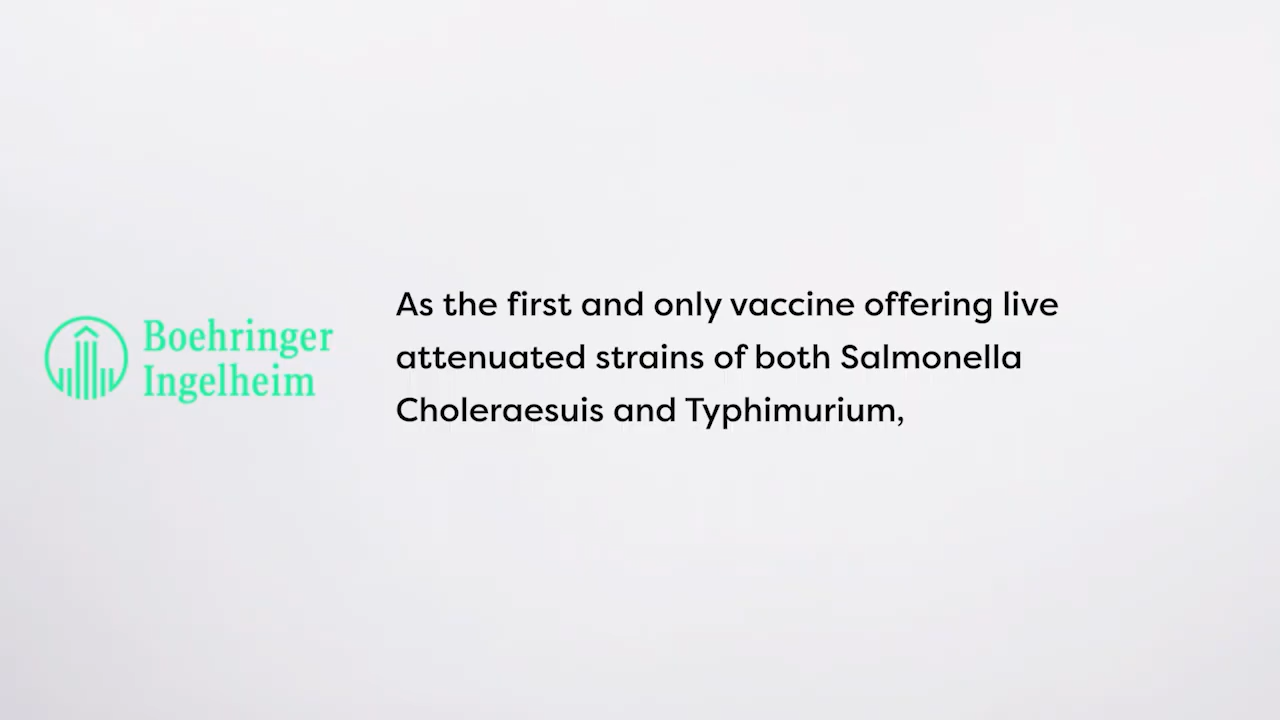 Boehringer
Ingelheim
As the first and only vaccine offering live
attenuated strains of both Salmonella
Choleraesuis and Typhimurium,